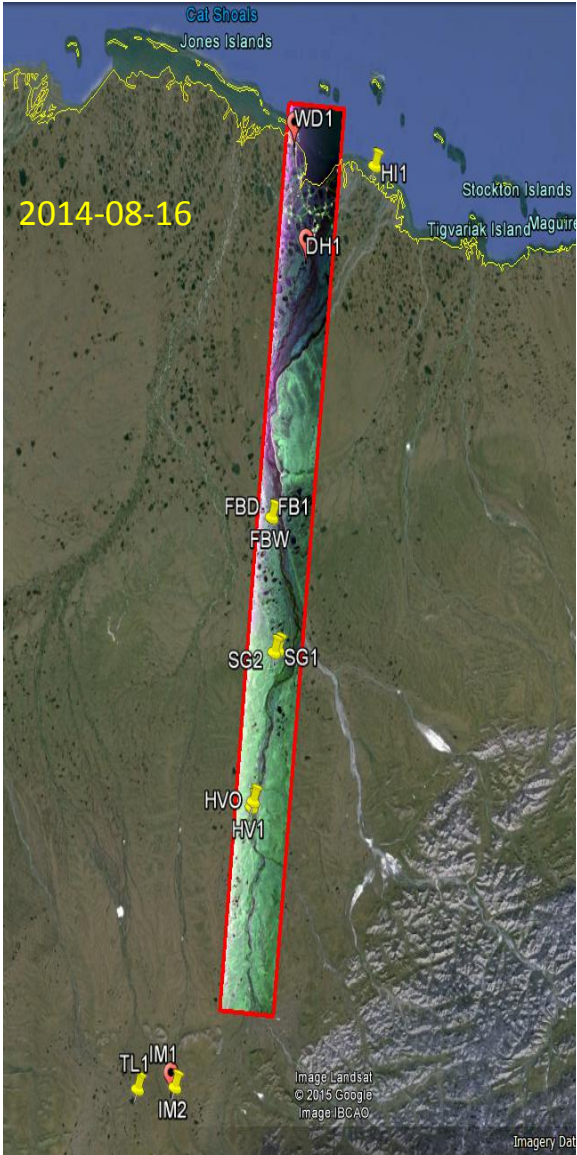 Cat Shoals
Jones Islands
WD1
HI1
2014-08-16
Stockton Islands
Tigvariak Island
Maguire
DH1
FBD
FB1
FBW
SG2
SG1
HVO
HV1
TL1
IM1
IM2
Image Landsat
© 2015 Google
Image IBCAO
Imagery Dat